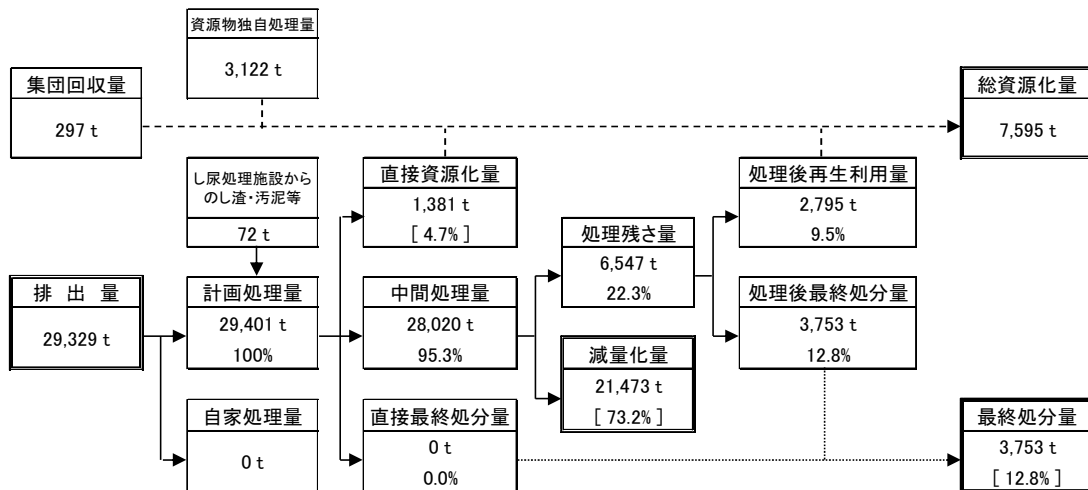 資源物独自処理量
3,122 t
集団回収量
297 t
総資源化量
7,595 t
し尿処理施設から
のし渣・汚泥等
72 t
直接資源化量
1,381 t
[ 4.7% ]
処理後再生利用量
2,795 t
9.5%
処理残さ量
6,547 t
22.3%
排 出 量
29,329 t
計画処理量
29,401 t
100%
中間処理量
28,020 t
95.3%
処理後最終処分量
3,753 t
12.8%
減量化量
21,473 t
[ 73.2% ]
自家処理量
0 t
直接最終処分量
0 t
0.0%
最終処分量
3,753 t
[ 12.8% ]